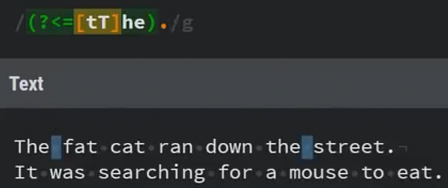 /(?<=[tT]he)./g
Text
The fat cat ran down the street.
It was searching for a mouse to eat.